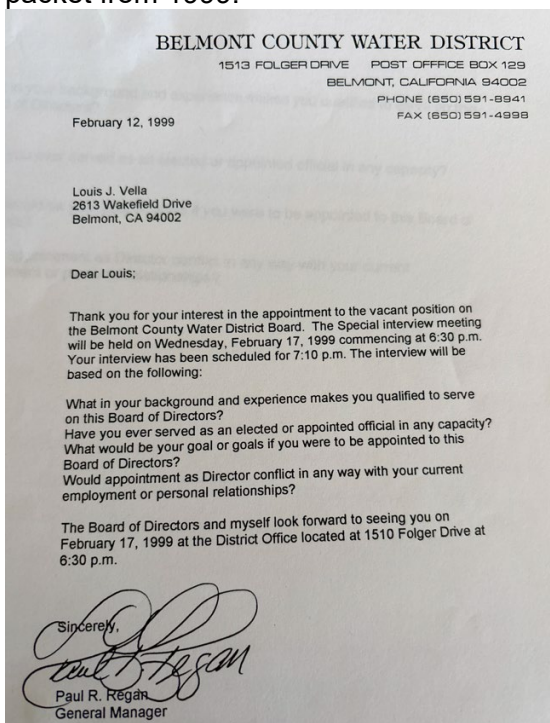 packet from 1999.
BELMONT COUNTY WATER DISTRICT
1513 FOLGER DRIVE POST OFFFICE BOX 129
BELMONT, CALIFORNIA 94002
PHONE (650) 591-8941
FAX (650) 591-4998
February 12, 1999
Louis J. Vella
2613 Wakefield Drive
Belmont, CA 94002
Dear Louis;
Thank you for your interest in the appointment to the vacant position on
the Belmont County Water District Board. The Special interview meeting
will be held on Wednesday, February 17, 1999 commencing at 6:30 p.m.
Your interview has been scheduled for 7:10 p.m. The interview will be
based on the following:
What in your background and experience makes you qualified to serve
on this Board of Directors?
Have you ever served as an elected or appointed official in any capacity?
What would be your goal or goals if you were to be appointed to this
Board of Directors?
Would appointment as Director conflict in any way with your current
employment or personal relationships?
The Board of Directors and myself look forward to seeing you on
February 17, 1999 at the District Office located at 1510 Folger Drive at
6:30 p.m.
Sincerely,
Paul R Regan
Paul R. Regan
General Manager